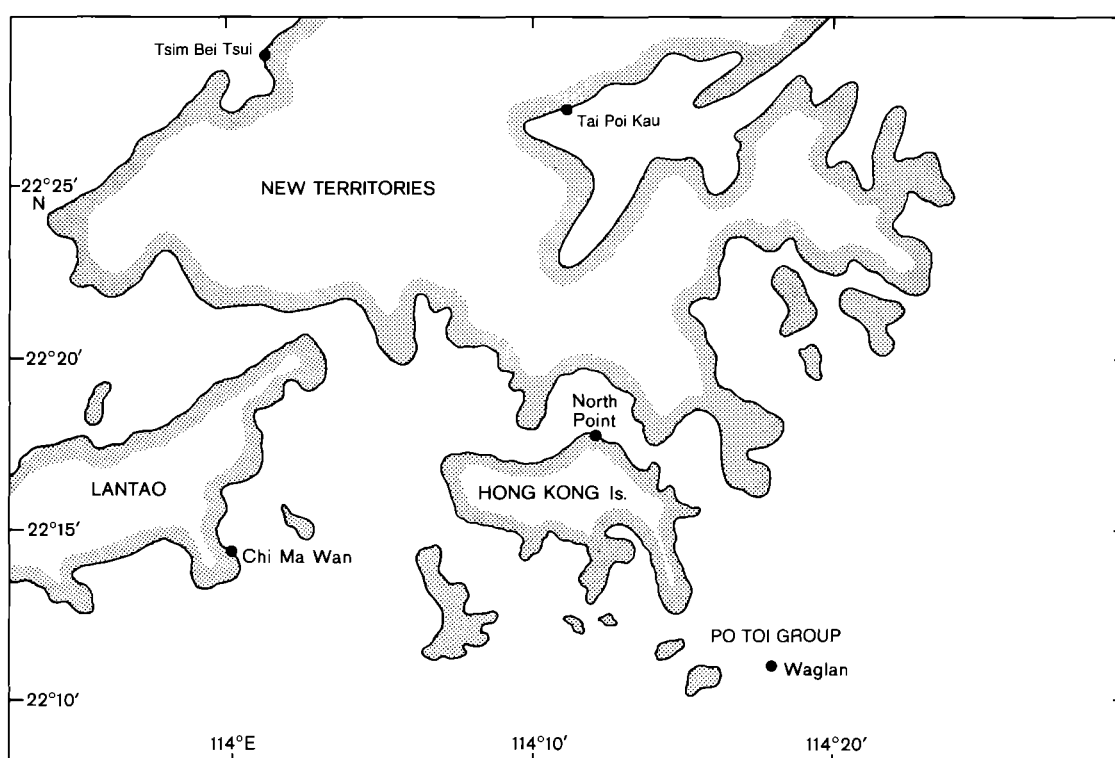 Tsim Bei Tsui
Tai Poi Kau
22°25′
N
NEW TERRITORIES
22°20′
North
Point
LANTAO
HONG KONG Is.
22°15′
Chi Ma Wan
PO TOI GROUP
Waglan
22°10′
114°E
114°10′
114°20′